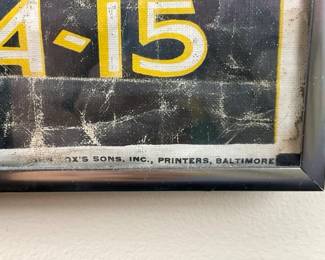 A-15
OX'S SONS, INC., PRINTERS, BALTIMORE